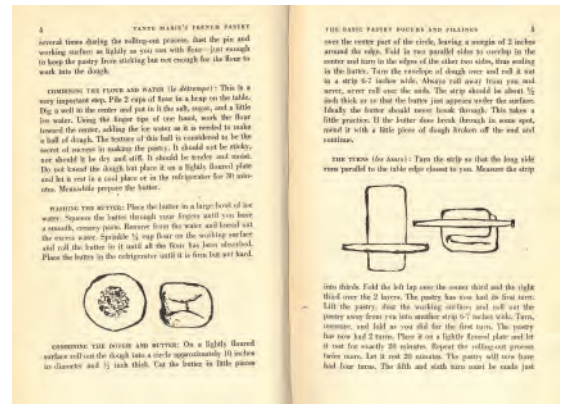 4 TANTE MARIE'S FRENCH PASTRY
several times during the rolling-out process, dust the pin and
working surface as lightly as you can with flour—just enough
to keep the pastry from sticking but not enough for the flour to
work into the dough.
COMBINING THE FLOUR AND WATER (le détrempe): This is a
very important step. Pile 2 cups of flour in a heap on the table.
Dig a well in the center and put in it the salt, sugar, and a little
ice water. Using the finger tips of one hand, work the flour
toward the center, adding the ice water as it is needed to make
a ball of dough. The texture of this ball is considered to be the
secret of success in making the pastry. It should not be sticky,
nor should it be dry and stiff. It should be tender and moist.
Do not knead the dough but place it on a lightly floured plate
and let it rest in a cool place or in the refrigerator for 30 min-
utes. Meanwhile prepare the butter.
WASHING THE BUTTER: Place the butter in a large bowl of ice
water. Squeeze the butter through your fingers until you have
a smooth, creamy paste. Remove from the water and knead out
the excess water. Sprinkle ½ cup flour on the working surface
and roll the butter in it until all the flour has been absorbed.
Place the butter in the refrigerator until it is firm but not hard.
COMBINING THE DOUGH AND BUTTER: On a lightly floured
surface roll out the dough into a circle approximately 10 inches
in diameter and ½ inch thick. Cut the butter in little pieces
THE BASIC PASTRY DOUGHS AND FILLINGS 5
over the center part of the circle, leaving a margin of 2 inches
around the edge. Fold in two parallel sides to overlap in the
center and turn in the edges of the other two sides, thus sealing
in the butter. Turn the envelope of dough over and roll it out
in a strip 6-7 inches wide. Always roll away from you and
never, never roll over the ends. The strip should be about ½
inch thick or so that the butter just appears under the surface.
Ideally the butter should never break through. This takes a
little practice. If the butter does break through in some spot,
mend it with a little piece of dough broken off the end and
continue.
THE TURNS (les tours): Turn the strip so that the long side
runs parallel to the table edge closest to you. Measure the strip
into thirds. Fold the left lap over the center third and the right
third over the 2 layers. The pastry has now had its first turn.
Lift the pastry, dust the working surface, and roll out the
pastry away from you into another strip 6-7 inches wide. Turn,
measure, and fold as you did for the first turn. The pastry
has now had 2 turns. Place it on a lightly floured plate and let
it rest for exactly 20 minutes. Repeat the rolling-out process
twice more. Let it rest 20 minutes. The pastry will now have
had four turns. The fifth and sixth turn must be made just